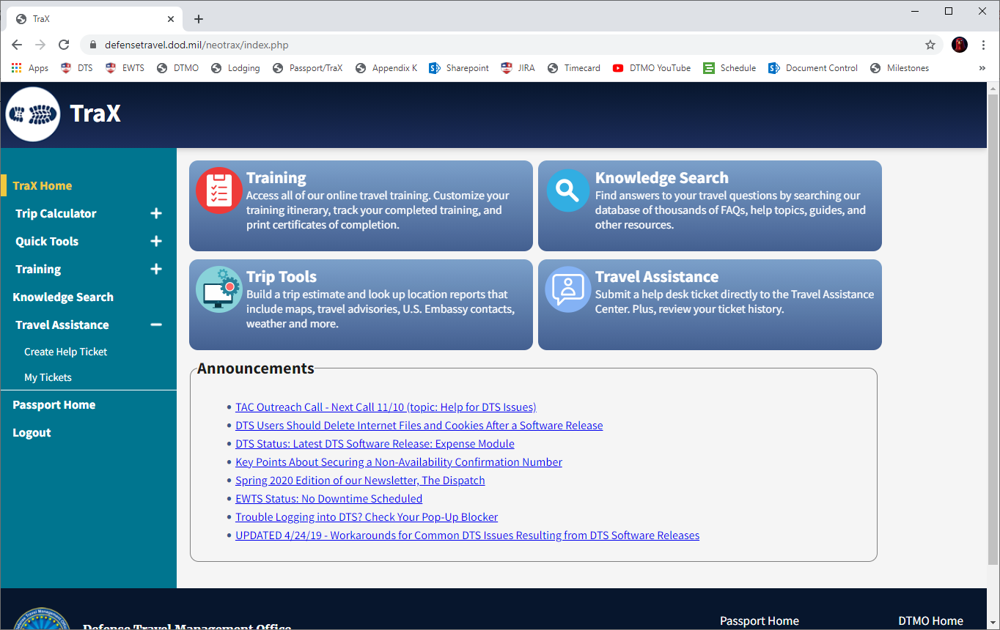 TraX
defensetravel.dod.mil/neotrax/index.php
Apps DTS EWTS DTMO Lodging Passport/TraX Appendix K Sharepoint JIRA Timecard DTMO YouTube Schedule Document Control Milestones »
TraX
TraX Home
Trip Calculator
Quick Tools
Training
Knowledge Search
Travel Assistance
Create Help Ticket
My Tickets
Passport Home
Logout
Training
Access all of our online travel training. Customize your
training itinerary, track your completed training, and
print certificates of completion.
Knowledge Search
Find answers to your travel questions by searching our
database of thousands of FAQs, help topics, guides, and
other resources.
Trip Tools
Build a trip estimate and look up location reports that
include maps, travel advisories, U.S. Embassy contacts,
weather and more.
Travel Assistance
Submit a help desk ticket directly to the Travel Assistance
Center. Plus, review your ticket history.
Announcements
• TAC Outreach Call - Next Call 11/10 (topic: Help for DTS Issues)
• DTS Users Should Delete Internet Files and Cookies After a Software Release
• DTS Status: Latest DTS Software Release: Expense Module
• Key Points About Securing a Non-Availability Confirmation Number
• Spring 2020 Edition of our Newsletter, The Dispatch
• EWTS Status: No Downtime Scheduled
• Trouble Logging into DTS? Check Your Pop-Up Blocker
• UPDATED 4/24/19 - Workarounds for Common DTS Issues Resulting from DTS Software Releases
Defense Travel Management Office
Passport Home
DTMO Home